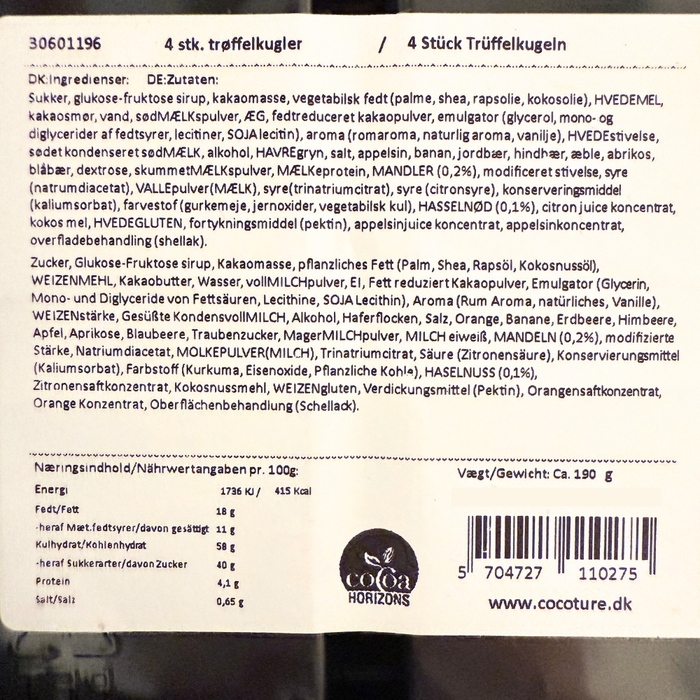 30601196 4 stk. trøffelkugler / 4 Stück Trüffelkugeln
DK:Ingredienser: DE:Zutaten:
Sukker, glukose-fruktose sirup, kakaomasse, vegetabilsk fedt (palme, shea, rapsolie, kokosolie), HVEDEMEL,
kakaosmør, vand, sødMÆLKspulver, ÆG, fedtreduceret kakaopulver, emulgator (glycerol, mono- og
diglycerider af fedtsyrer, lecitiner, SOJAlecitin), aroma (romaroma, naturlig aroma, vanilje), HVEDEstivelse,
sødet kondenseret sødMÆLK, alkohol, HAVREgryn, salt, appelsin, banan, jordbær, hindbær, æble, abrikos,
blåbær, dextrose, skummetMÆLKspulver, MÆLKeprotein, MANDLER (0,2%), modificeret stivelse, syre
(natrumdiacetat), VALLEpulver(MÆLK), syre(trinatriumcitrat), syre (citronsyre), konserveringsmiddel
(kaliumsorbat), farvestof (gurkemeje, jernoxider, vegetabilsk kul), HASSELNØD (0,1%), citron juice koncentrat,
kokos mel, HVEDEGLUTEN, fortykningsmiddel (pektin), appelsinjuice koncentrat, appelsinkoncentrat,
overfladebehandling (shellak).
Zucker, Glukose-Fruktose sirup, Kakaomasse, pflanzliches Fett (Palm, Shea, Rapsöl, Kokosnussöl),
WEIZENMEHL, Kakaobutter, Wasser, vollMILCHpulver, EI, Fett reduziert Kakaopulver, Emulgator (Glycerin,
Mono- und Diglyceride von Fettsäuren, Lecithine, SOJA Lecithin), Aroma (Rum Aroma, natürliches, Vanille),
WEIZENstärke, Gesüßte KondensvollMILCH, Alkohol, Haferflocken, Salz, Orange, Banane, Erdbeere, Himbeere,
Apfel, Aprikose, Blaubeere, Traubenzucker, MagerMILCHpulver, MILCH eiweiß, MANDELN (0,2%), modifizierte
Stärke, Natriumdiacetat, MOLKEPULVER(MILCH), Trinatriumcitrat, Säure (Zitronensäure), Konservierungsmittel
(Kaliumsorbat), Farbstoff (Kurkuma, Eisenoxide, Pflanzliche Kohle), HASELNUSS (0,1%),
Zitronensaftkonzentrat, Kokosnussmehl, WEIZENgluten, Verdickungsmittel (Pektin), Orangensaftkonzentrat,
Orange Konzentrat, Oberflächenbehandlung (Schellack).
Næringsindhold/Nährwertangaben pr. 100g: Vægt/Gewicht: Ca. 190 g
Energi 1736 KJ / 415 Kcal
Fedt/Fett 18 g
-heraf Mæt.fedtsyrer/davon gesättigt 11 g
Kulhydrat/Kohlenhydrat 58 g
-heraf Sukkerarter/davon Zucker 40 g
Protein 4,1 g
Salt/Salz 0,65 g
cocoa
HORIZONS
5 704727 110275
www.cocoture.dk